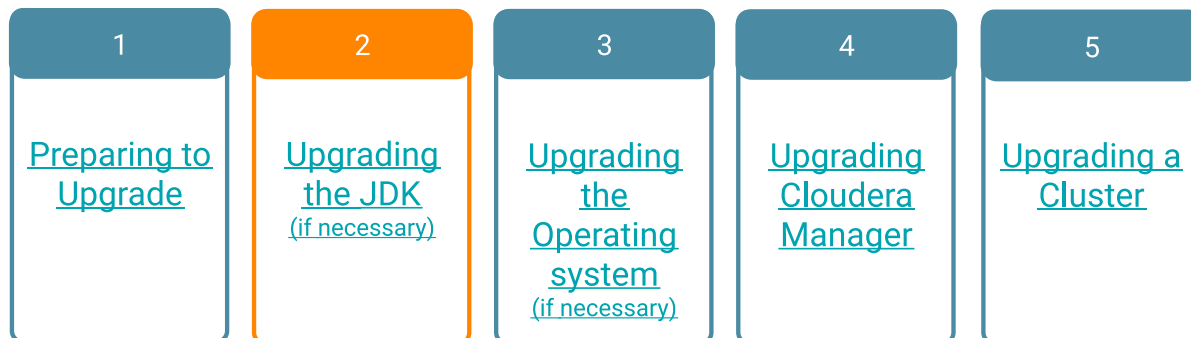 1
Preparing to
Upgrade
2
Upgrading
the JDK
(if necessary)
3
Upgrading
the
Operating
system
(if necessary)
4
Upgrading
Cloudera
Manager
5
Upgrading a
Cluster